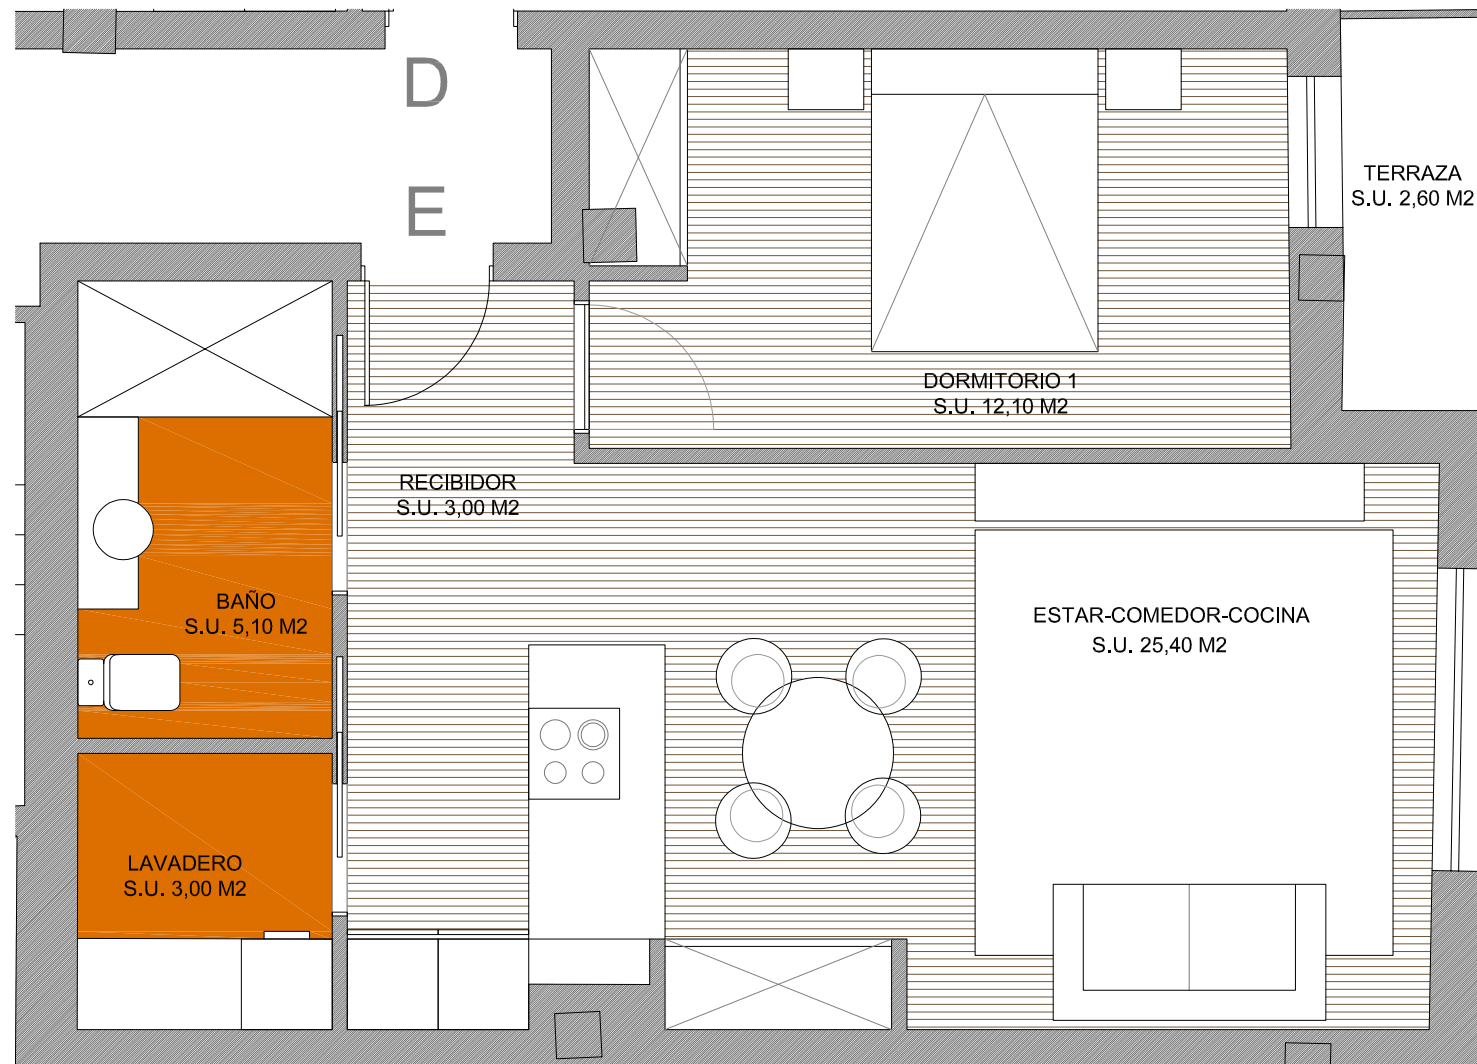 D
E
TERRAZA
S.U. 2,60 M2
DORMITORIO 1
S.U. 12,10 M2
RECIBIDOR
S.U. 3,00 M2
BAÑO
S.U. 5,10 M2
ESTAR-COMEDOR-COCINA
S.U. 25,40 M2
LAVADERO
S.U. 3,00 M2